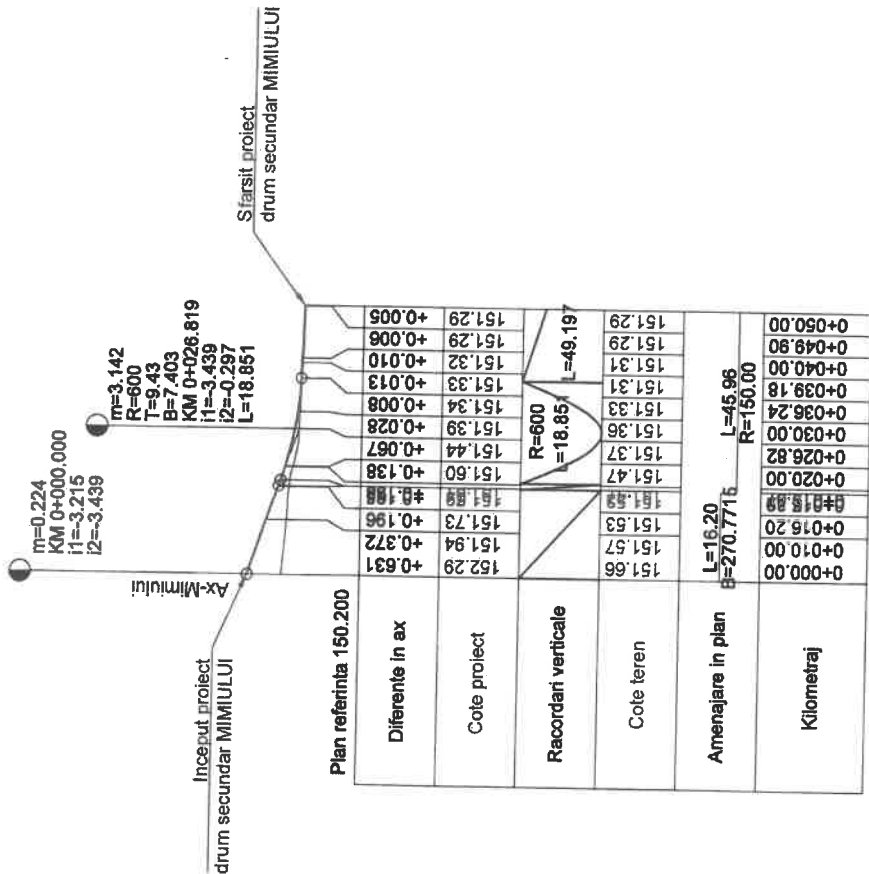 m=0.224
KM 0+000.000
i1=-3.215
i2=-3.439
m=3.142
R=600
T=9.43
B=7.403
KM 0+026.819
i1=-3.439
i2=-0.297
L=18.851
Ax-Mimiului
Inceput proiect
drum secundar MIMIULUI
Sfarsit proiect
drum secundar MIMIULUI
Plan referinta 150.200
Diferente in ax
+0.631
+0.372
+0.196
+0.138
+0.067
+0.028
+0.008
+0.013
+0.010
+0.006
+0.005
Cote proiect
152.29
151.94
151.73
151.60
151.44
151.39
151.34
151.33
151.32
151.29
151.29
Racordari verticale
R=600
L=18.851
L=49.197
Cote teren
151.66
151.57
151.53
151.47
151.37
151.36
151.33
151.31
151.31
151.29
151.29
Amenajare in plan
L=16.20
B=270.7715
L=45.96
R=150.00
Kilometraj
0+000.00
0+010.00
0+016.20
0+020.00
0+026.82
0+030.00
0+036.24
0+039.18
0+040.00
0+049.90
0+050.00